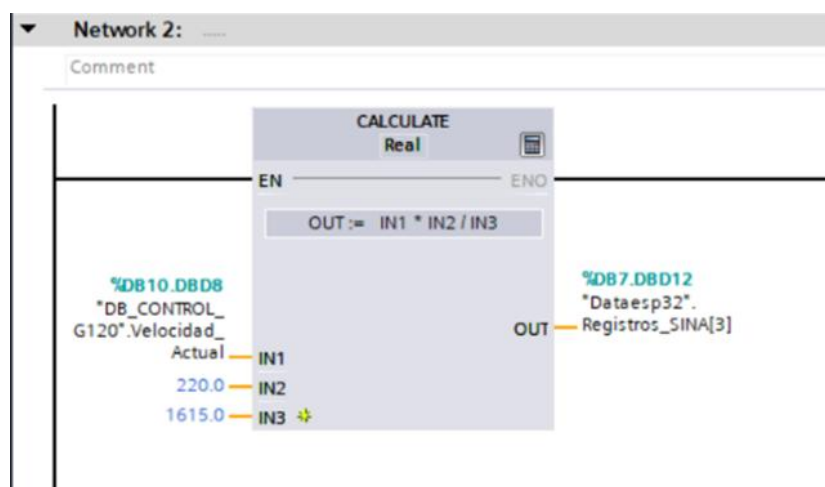 Network 2: .....
Comment
CALCULATE
Real
EN
ENO
OUT := IN1 * IN2 / IN3
%DB10.DBD8
"DB_CONTROL_
G120".Velocidad_
Actual
IN1
220.0
IN2
1615.0
IN3
%DB7.DBD12
"Dataesp32".
Registros_SINA[3]
OUT